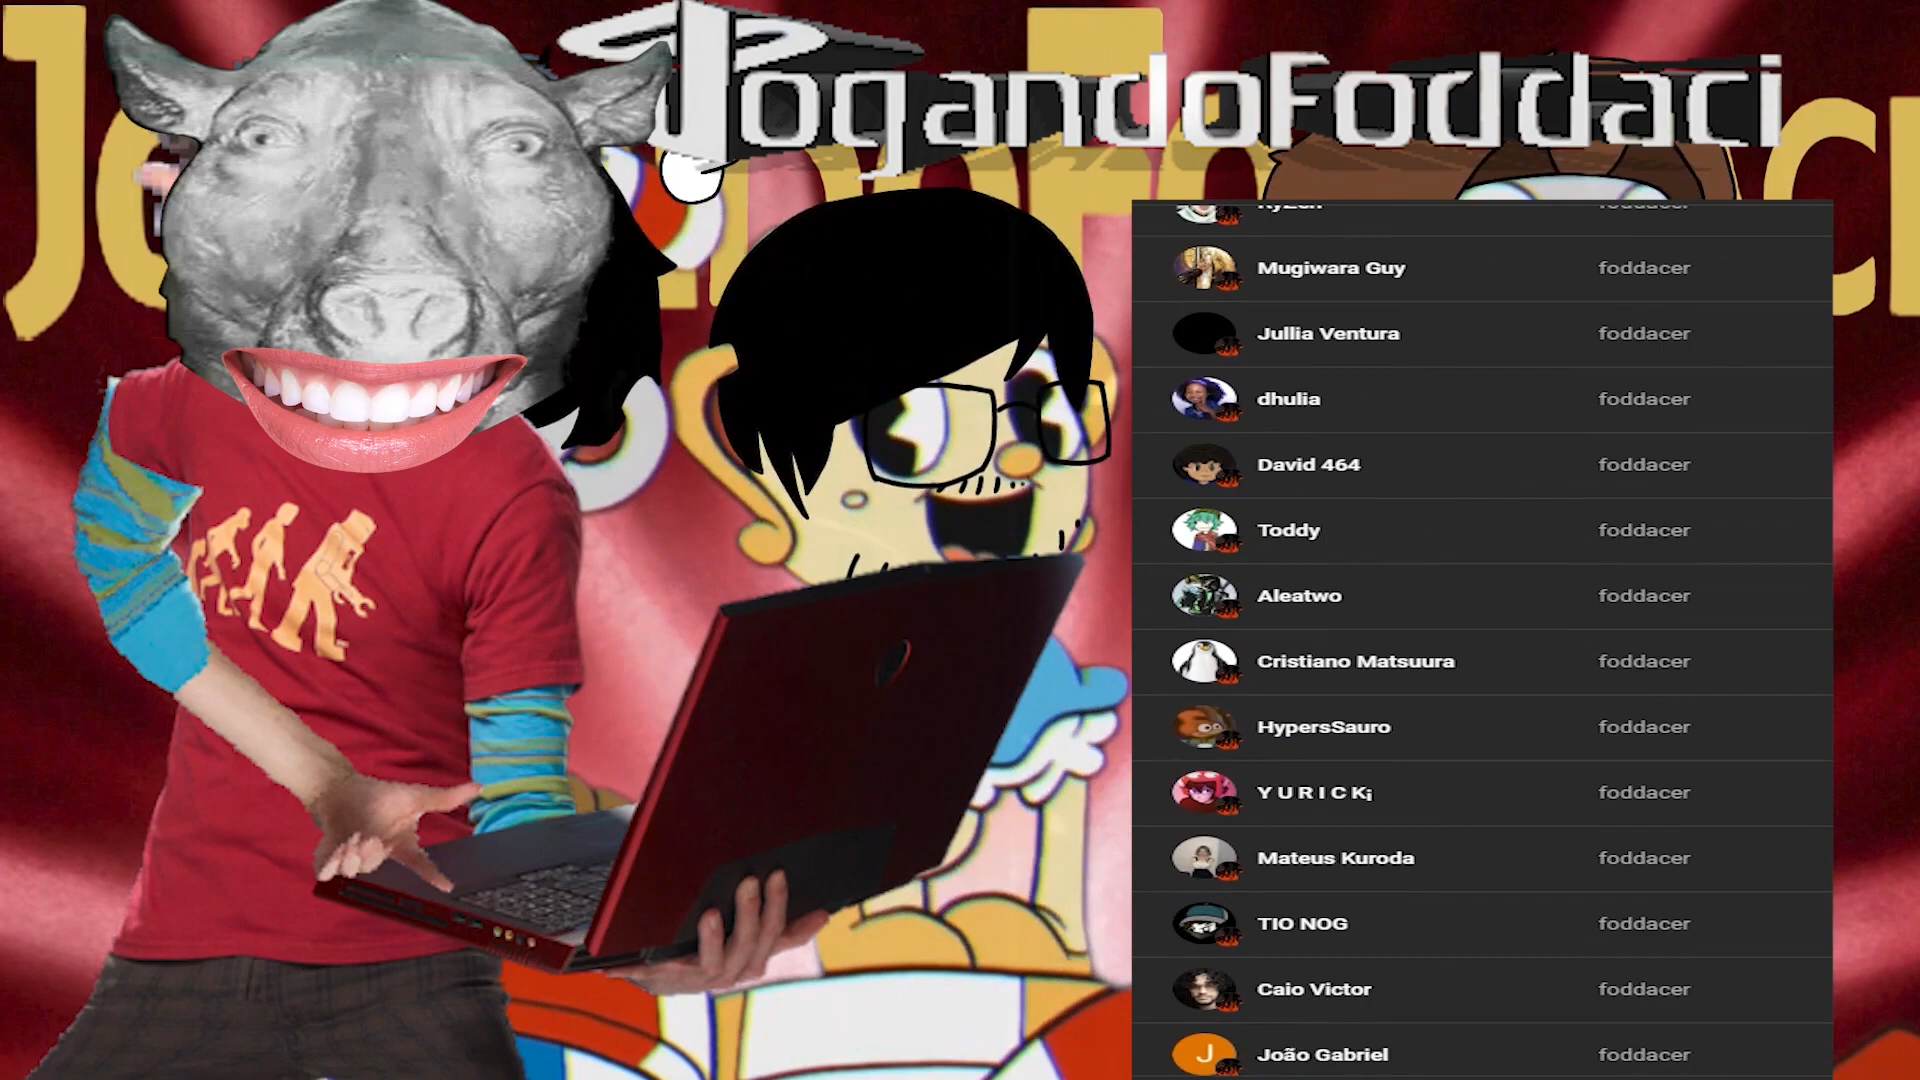 JogandoFoddaci
Mugiwara Guy foddacer
Jullia Ventura foddacer
dhulia foddacer
David 464 foddacer
Toddy foddacer
Aleatwo foddacer
Cristiano Matsuura foddacer
HypersSauro foddacer
Y U R I C K¡ foddacer
Mateus Kuroda foddacer
TIO NOG foddacer
Caio Victor foddacer
J João Gabriel foddacer